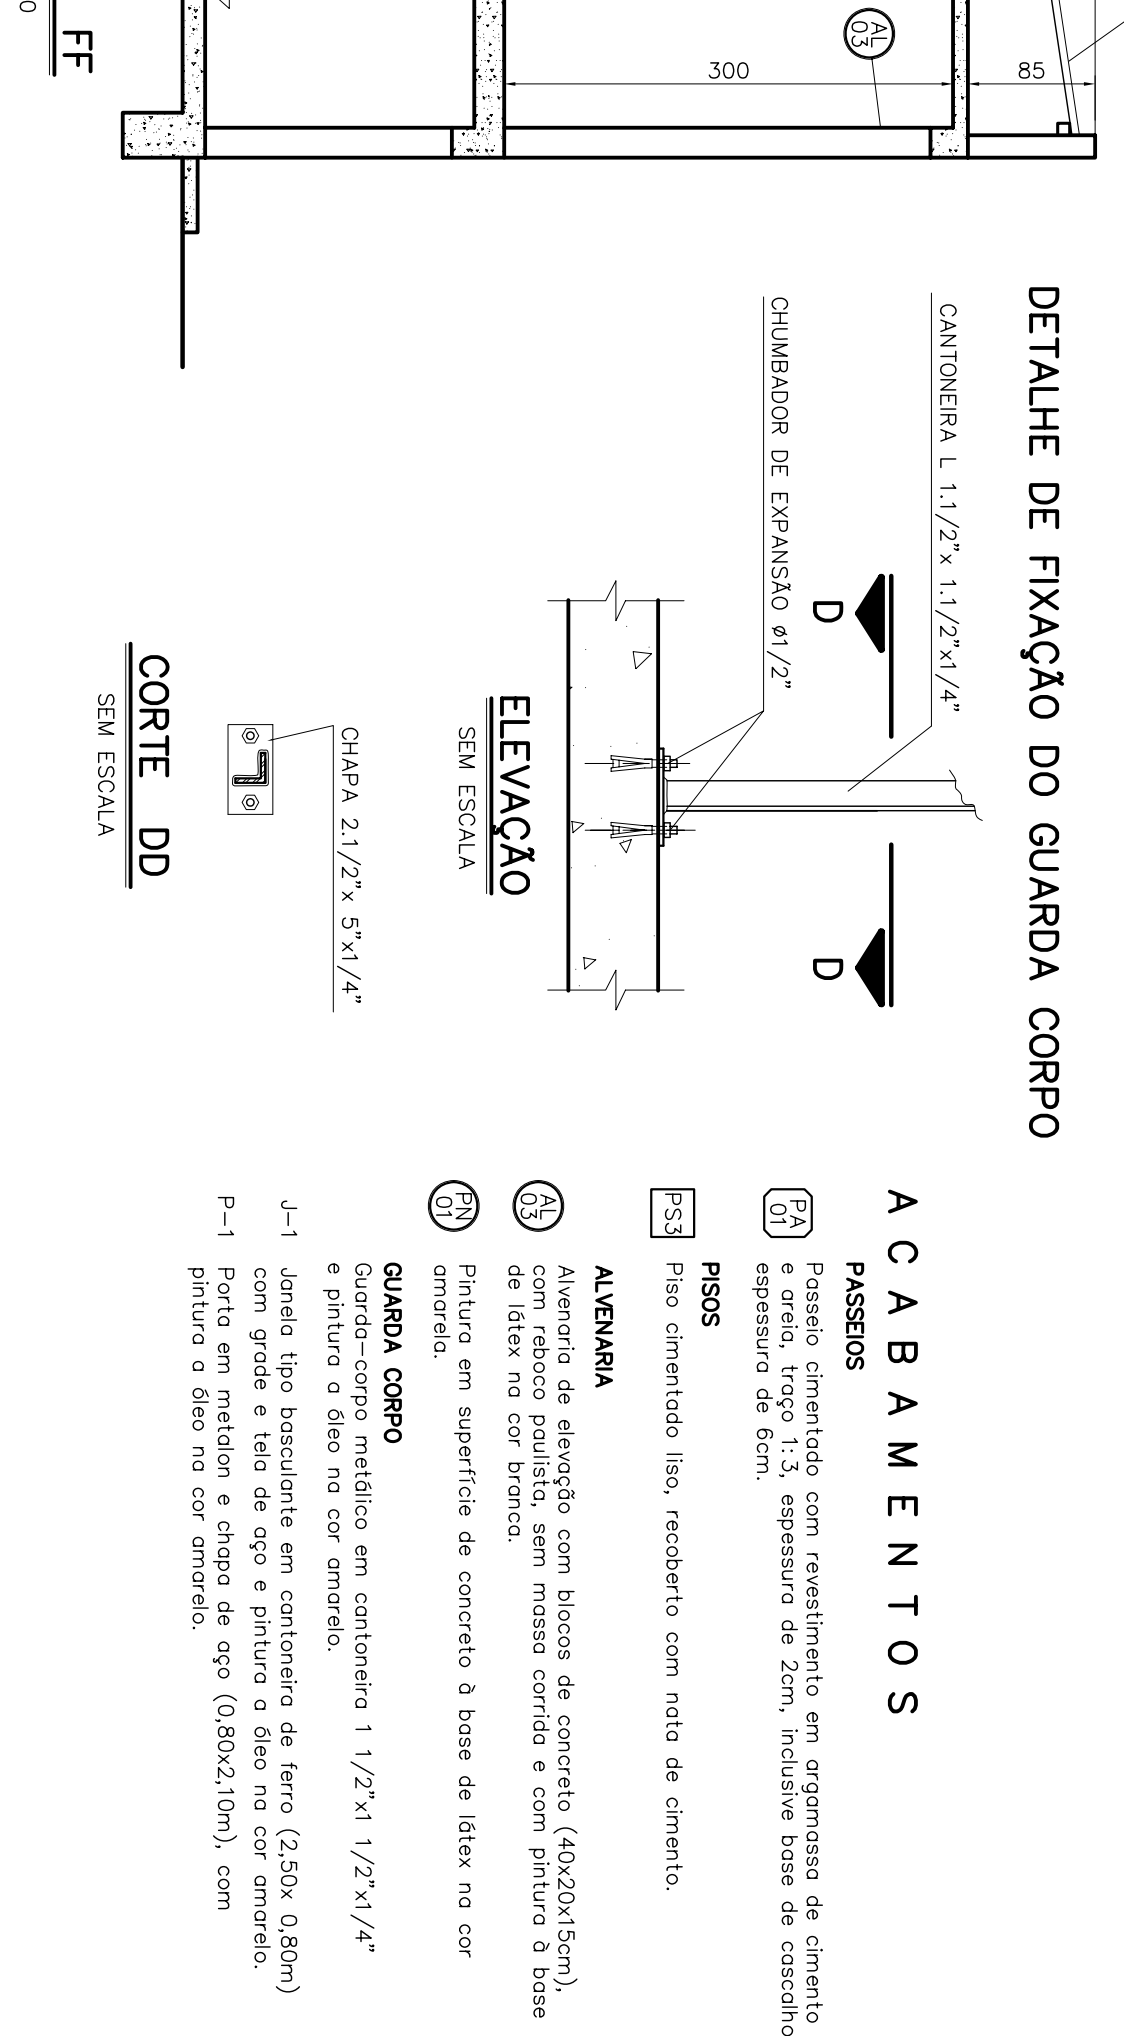 FF
0
AL
03
300
85
DETALHE DE FIXAÇÃO DO GUARDA CORPO
CANTONEIRA L 1.1/2"x 1.1/2"x1/4"
D
D
CHUMBADOR DE EXPANSÃO ø1/2"
ELEVAÇÃO
SEM ESCALA
CHAPA 2.1/2"x 5"x1/4"
CORTE DD
SEM ESCALA
ACABAMENTOS
PASSEIOS
PA
01
Passeio cimentado com revestimento em argamassa de cimento
e areia, traço 1:3, espessura de 2cm, inclusive base de cascalho
espessura de 6cm.
PISOS
PS3
Piso cimentado liso, recoberto com nata de cimento.
ALVENARIA
AL
03
Alvenaria de elevação com blocos de concreto (40x20x15cm),
com reboco paulista, sem massa corrida e com pintura à base
de látex na cor branca.
PN
01
Pintura em superfície de concreto à base de látex na cor
amarela.
GUARDA CORPO
Guarda-corpo metálico em cantoneira 1 1/2"x1 1/2"x1/4"
e pintura a óleo na cor amarelo.
J-1 Janela tipo basculante em cantoneira de ferro (2,50x 0,80m)
com grade e tela de aço e pintura a óleo na cor amarelo.
P-1 Porta em metalon e chapa de aço (0,80x2,10m), com
pintura a óleo na cor amarelo.